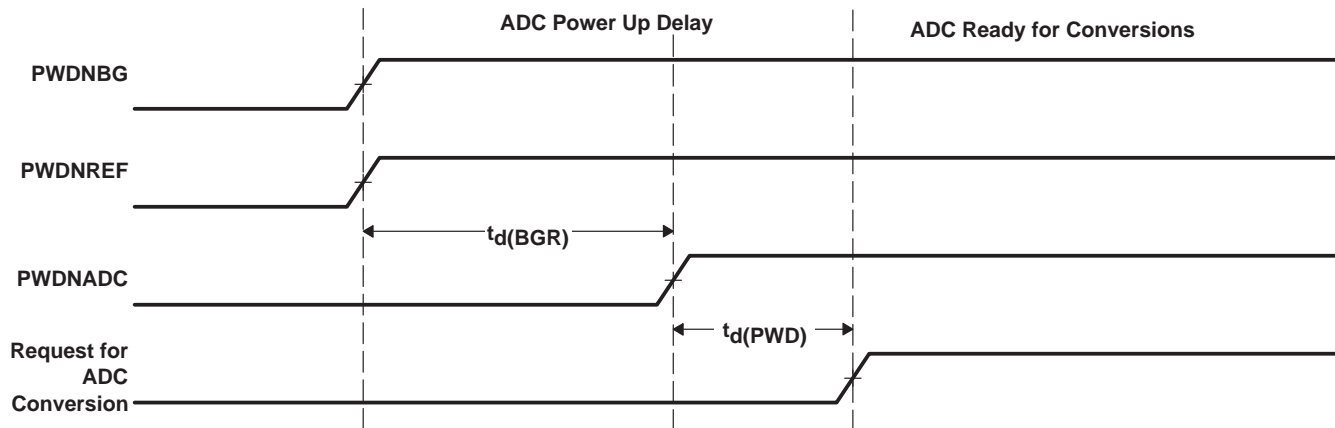 ADC Power Up Delay
ADC Ready for Conversions
PWDNBG
PWDNREF
td(BGR)
PWDNADC
td(PWD)
Request for
ADC
Conversion